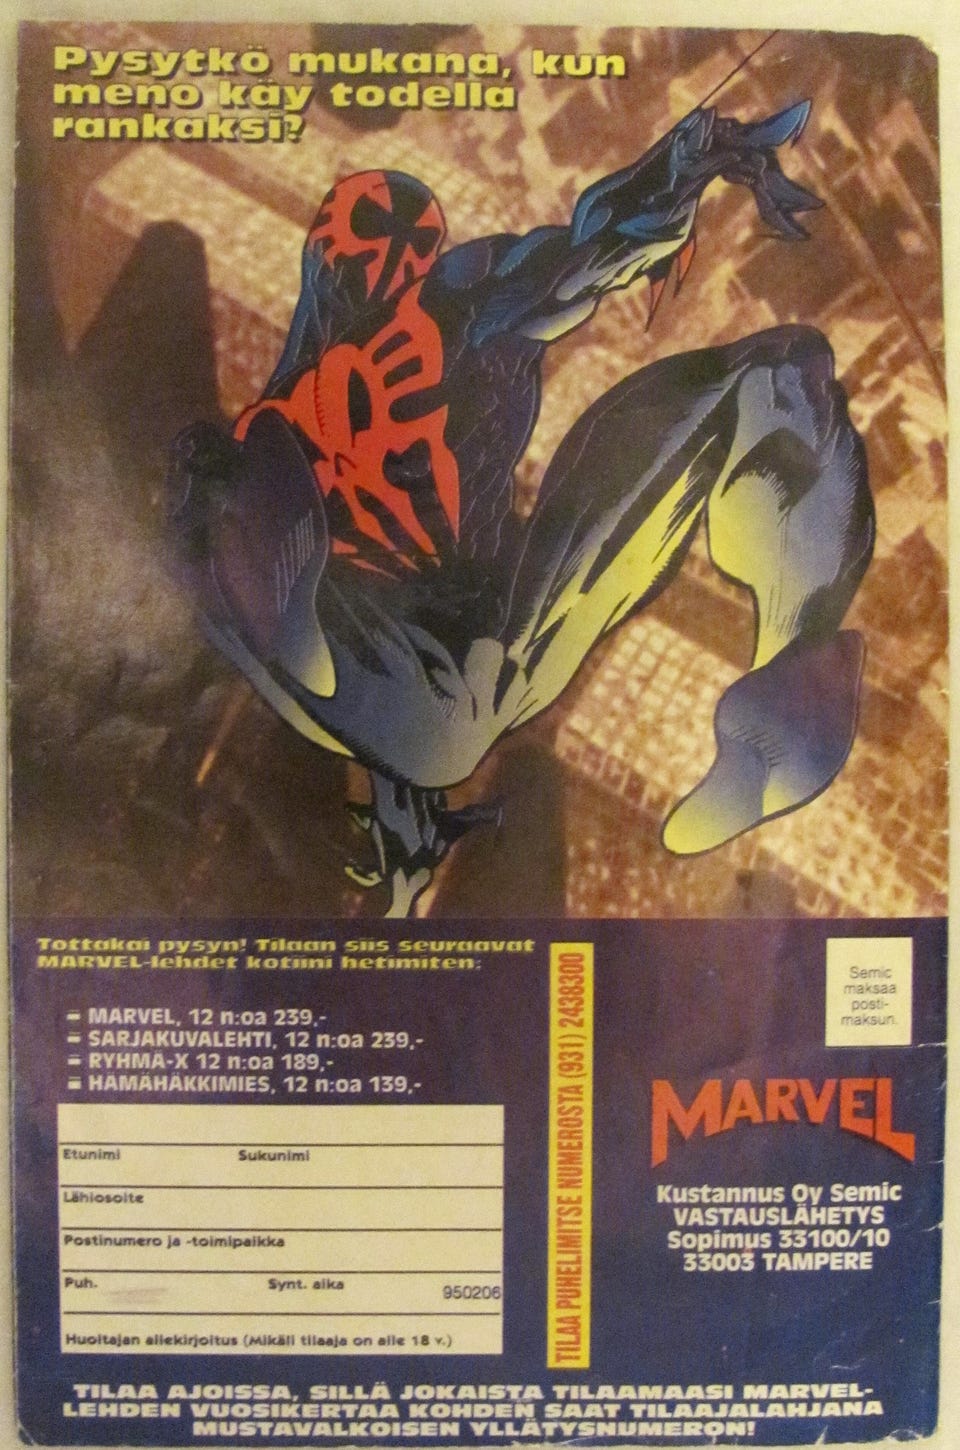 Pysytkö mukana, kun
meno käy todella
rankaksi?
Tottakai pysyn! Tilaan siis seuraavat
MARVEL-lehdet kotiini hetimiten:
MARVEL, 12 n:oa 239,-
SARJAKUVALEHTI, 12 n:oa 239,-
RYHMÄ-X 12 n:oa 189,-
HÄMÄHÄKKIMIES, 12 n:oa 139,-
Etunimi Sukunimi
Lähiosoite
Postinumero ja -toimipaikka
Puh. Synt. aika 950206
Huoltajan allekirjoitus (Mikäli tilaaja on alle 18 v.)
TILAA PUHELIMITSE NUMEROSTA (931) 2438300
Semic
maksaa
posti-
maksun.
MARVEL
Kustannus Oy Semic
VASTAUSLÄHETYS
Sopimus 33100/10
33003 TAMPERE
TILAA AJOISSA, SILLÄ JOKAISTA TILAAMAASI MARVEL-
LEHDEN VUOSIKERTAA KOHDEN SAAT TILAAJALAHJANA
MUSTAVALKOISEN YLLÄTYSNUMERON!